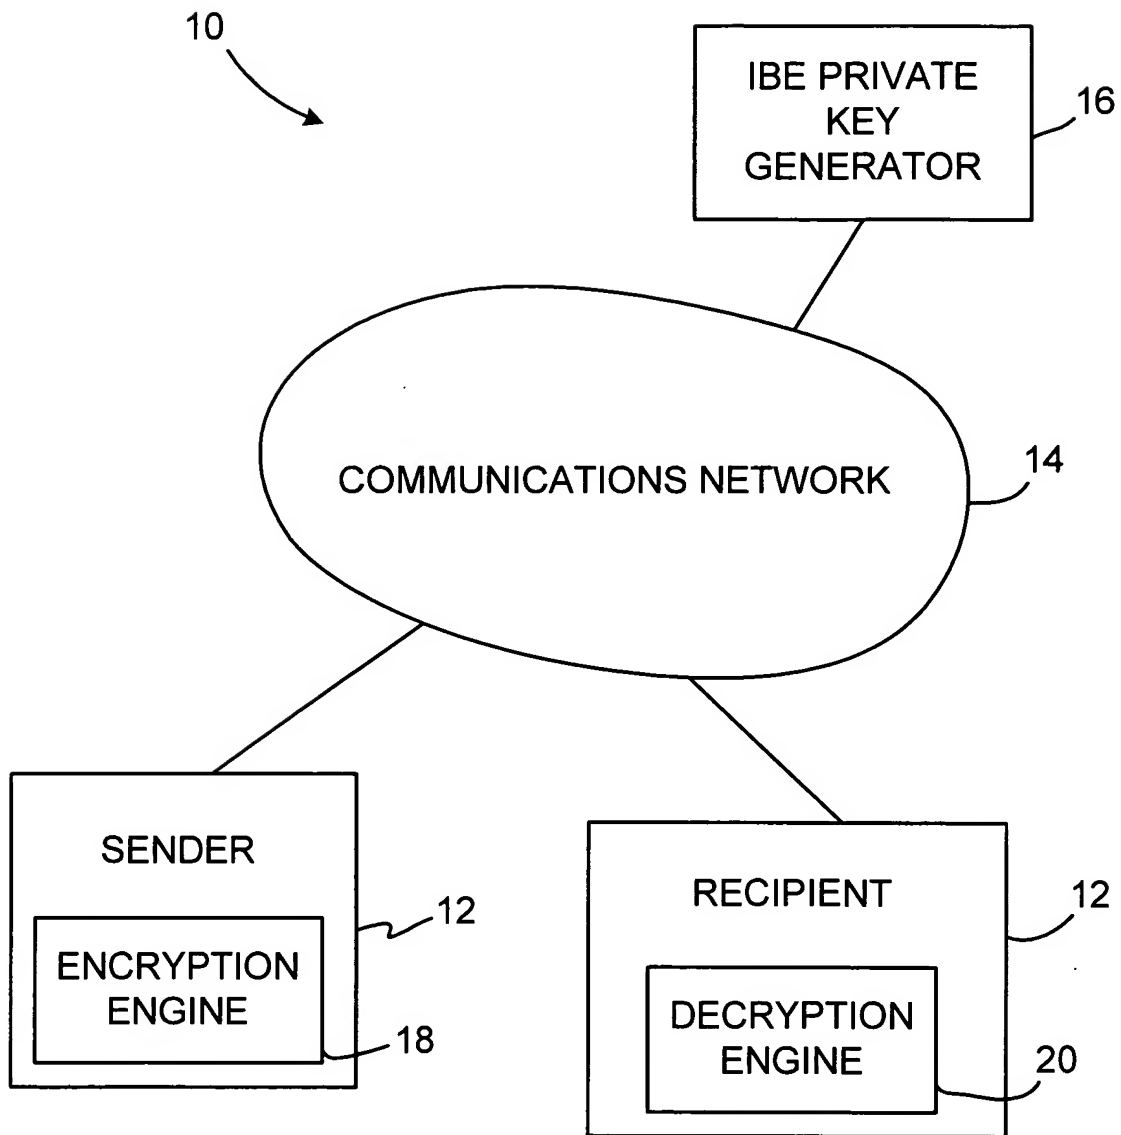 10
IBE PRIVATE
KEY
GENERATOR
16
COMMUNICATIONS NETWORK
14
SENDER
12
ENCRYPTION
ENGINE
18
RECIPIENT
12
DECRYPTION
ENGINE
20